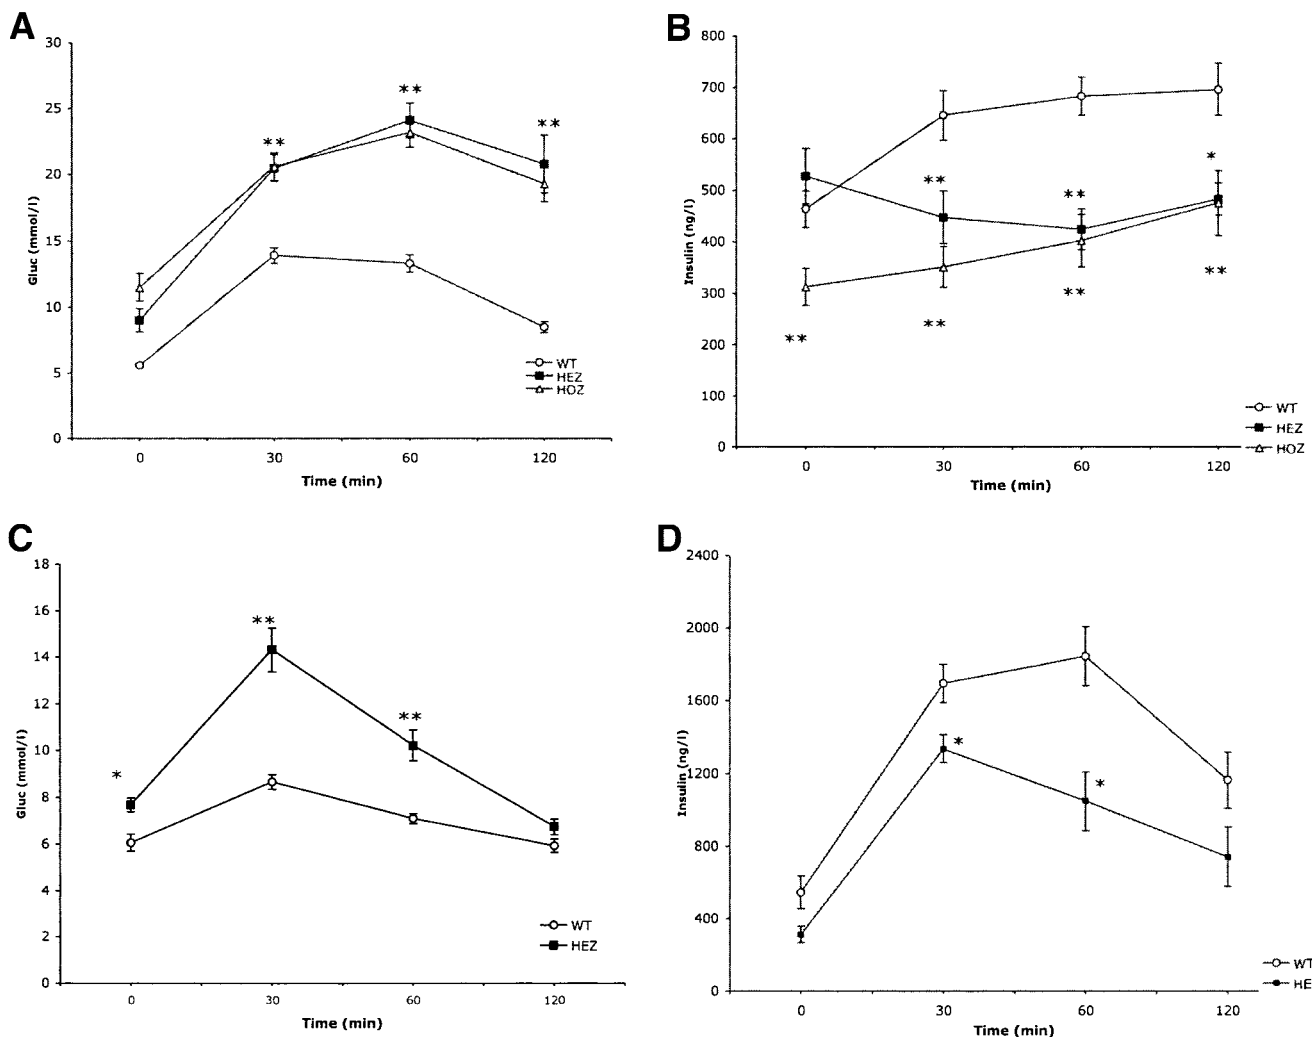 A
Gluc (mmol/l)
30
25
20
15
10
5
0
**
**
**
WT
HEZ
HOZ
0 30 60 120
Time (min)
B
Insulin (ng/l)
800
700
600
500
400
300
200
100
0
**
**
*
**
**
**
**
WT
HEZ
HOZ
0 30 60 120
Time (min)
C
Gluc (mmol/l)
18
16
14
12
10
8
6
4
2
0
*
**
**
WT
HEZ
0 30 60 120
Time (min)
D
Insulin (ng/l)
2400
2000
1600
1200
800
400
0
*
*
WT
HE
0 30 60 120
Time (min)